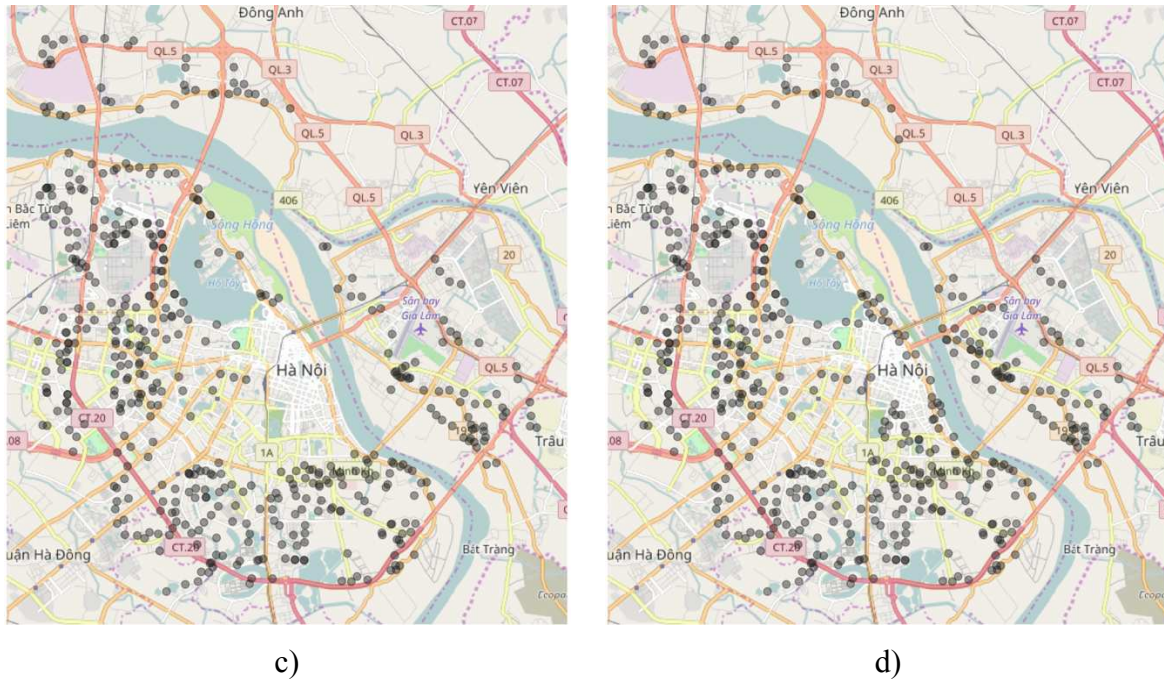 Đông Anh
CT.07
QL.5
QL.3
CT.07
QL.5
QL.3
Yên Viên
406
QL.5
Bắc Từ
Liêm
Sông Hồng
20
Hồ Tây
Sân bay
Gia Lâm
Hà Nội
QL.5
CT.20
.08
19
Trâu
1A
CT.20
uận Hà Đông
Bát Tràng
Ecopa
c)
Đông Anh
CT.07
QL.5
QL.3
CT.07
QL.5
QL.3
Yên Viên
406
QL.5
n Bắc Từ
Liêm
Sông Hồng
20
Hồ Tây
Sân bay
Gia Lâm
Hà Nội
QL.5
CT.20
.08
19
Trâu
1A
CT.20
uận Hà Đông
Bát Tràng
Ecopa
d)